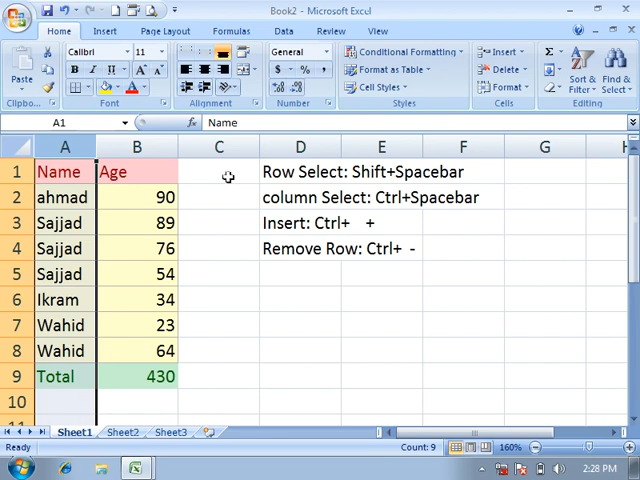 Book2 - Microsoft Excel
Home Insert Page Layout Formulas Data Review View
Calibri 11 General Conditional Formatting Insert
Paste B I U A A $ % , Format as Table Delete Sort & Find &
A Cell Styles Format Filter Select
Clipbo... Font Alignment Number Styles Cells Editing
A1 fx Name
A B C D E F G H
1 Name Age Row Select: Shift+Spacebar
2 ahmad 90 column Select: Ctrl+Spacebar
3 Sajjad 89 Insert: Ctrl+ +
4 Sajjad 76 Remove Row: Ctrl+ -
5 Sajjad 54
6 Ikram 34
7 Wahid 23
8 Wahid 64
9 Total 430
10
11
Sheet1 Sheet2 Sheet3
Ready Count: 9 160%
2:28 PM